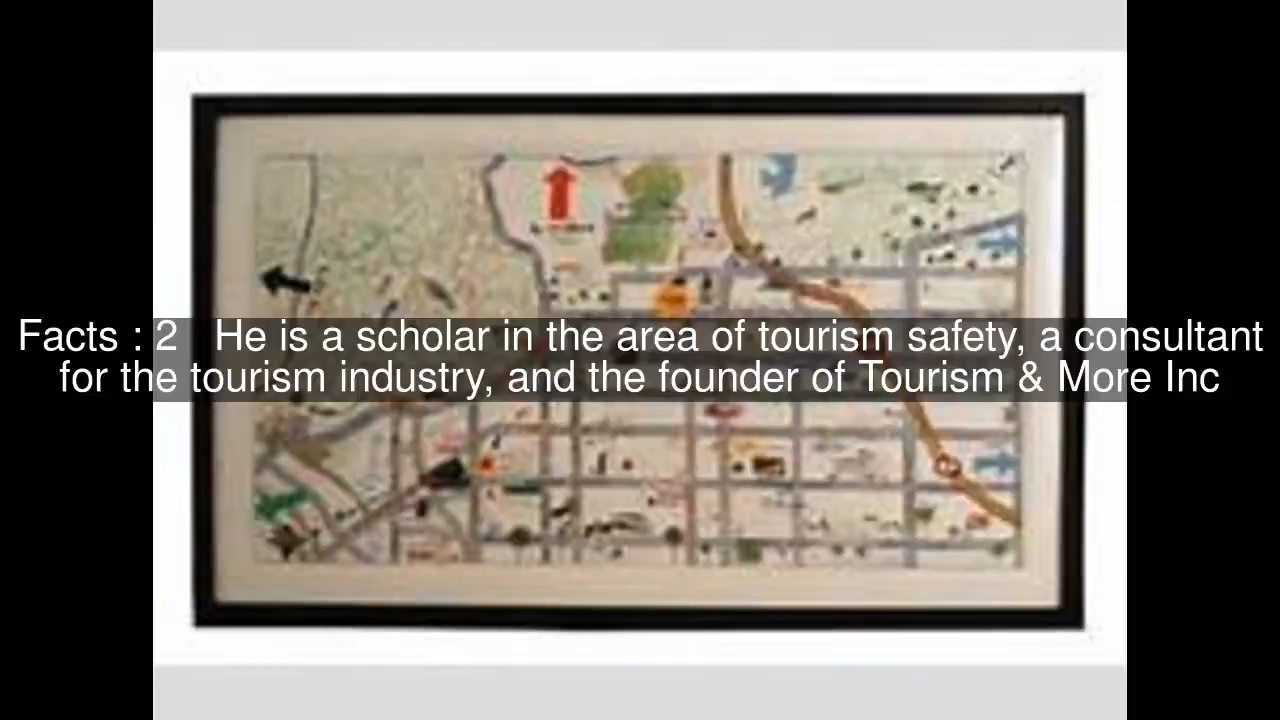 Facts : 2   He is a scholar in the area of tourism safety, a consultant
for the tourism industry, and the founder of Tourism & More Inc